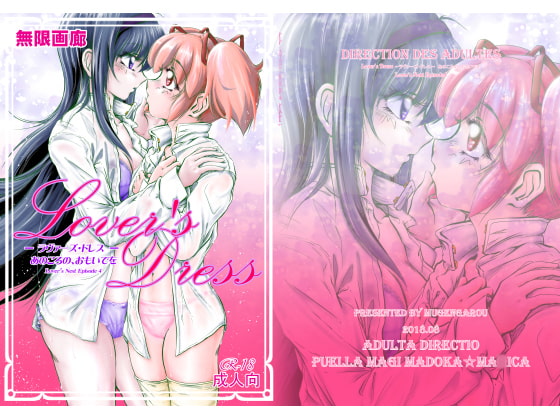 無限画廊
Lover's
― ラヴァーズ・ドレス ―
あのころの、おもいでを
Dress
Lover's Nest Episode 4
CR-18
成人向
DIRECTION DES ADULTES
PRESENTED BY MUGENGAROU
2018.08
ADULTA DIRECTIO
PUELLA MAGI MADOKA☆MA ICA